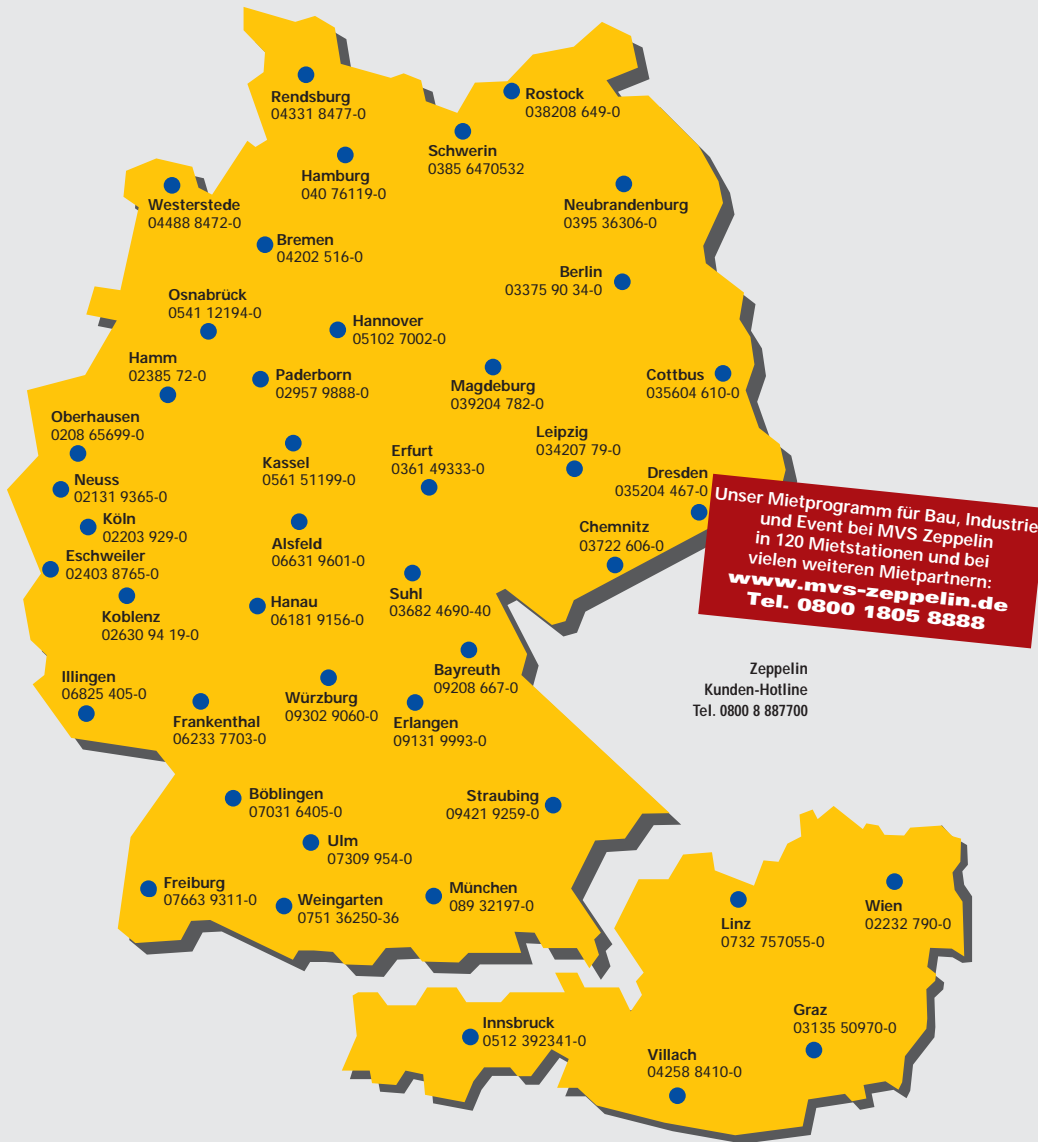 Rendsburg
04331 8477-0
Rostock
038208 649-0
Schwerin
0385 6470532
Hamburg
040 76119-0
Westerstede
04488 8472-0
Neubrandenburg
0395 36306-0
Bremen
04202 516-0
Berlin
03375 90 34-0
Osnabrück
0541 12194-0
Hannover
05102 7002-0
Hamm
02385 72-0
Paderborn
02957 9888-0
Magdeburg
039204 782-0
Cottbus
035604 610-0
Oberhausen
0208 65699-0
Kassel
0561 51199-0
Erfurt
0361 49333-0
Leipzig
034207 79-0
Neuss
02131 9365-0
Dresden
035204 467-0
Köln
02203 929-0
Alsfeld
06631 9601-0
Chemnitz
03722 606-0
Eschweiler
02403 8765-0
Koblenz
02630 94 19-0
Hanau
06181 9156-0
Suhl
03682 4690-40
Unser Mietprogramm für Bau, Industrie
und Event bei MVS Zeppelin
in 120 Mietstationen und bei
vielen weiteren Mietpartnern:
www.mvs-zeppelin.de
Tel. 0800 1805 8888
Zeppelin
Kunden-Hotline
Tel. 0800 8 887700
Illingen
06825 405-0
Frankenthal
06233 7703-0
Würzburg
09302 9060-0
Bayreuth
09208 667-0
Erlangen
09131 9993-0
Böblingen
07031 6405-0
Straubing
09421 9259-0
Ulm
07309 954-0
Freiburg
07663 9311-0
Weingarten
0751 36250-36
München
089 32197-0
Linz
0732 757055-0
Wien
02232 790-0
Innsbruck
0512 392341-0
Graz
03135 50970-0
Villach
04258 8410-0